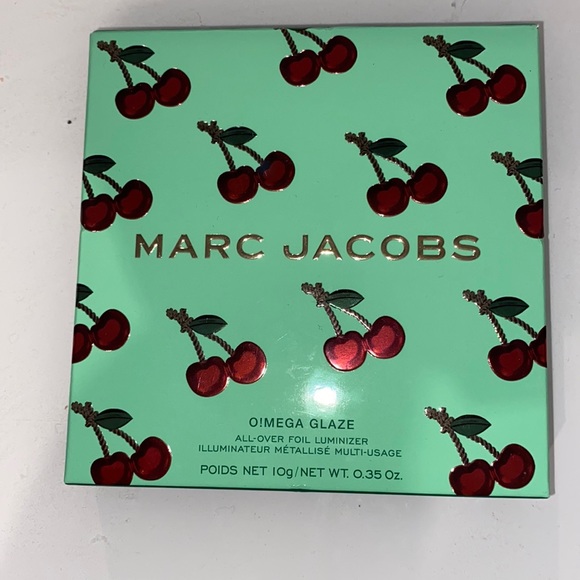 MARC JACOBS
O!MEGA GLAZE
ALL-OVER FOIL LUMINIZER
ILLUMINATEUR MÉTALLISÉ MULTI-USAGE
POIDS NET 10g/NET WT. 0.35 Oz.